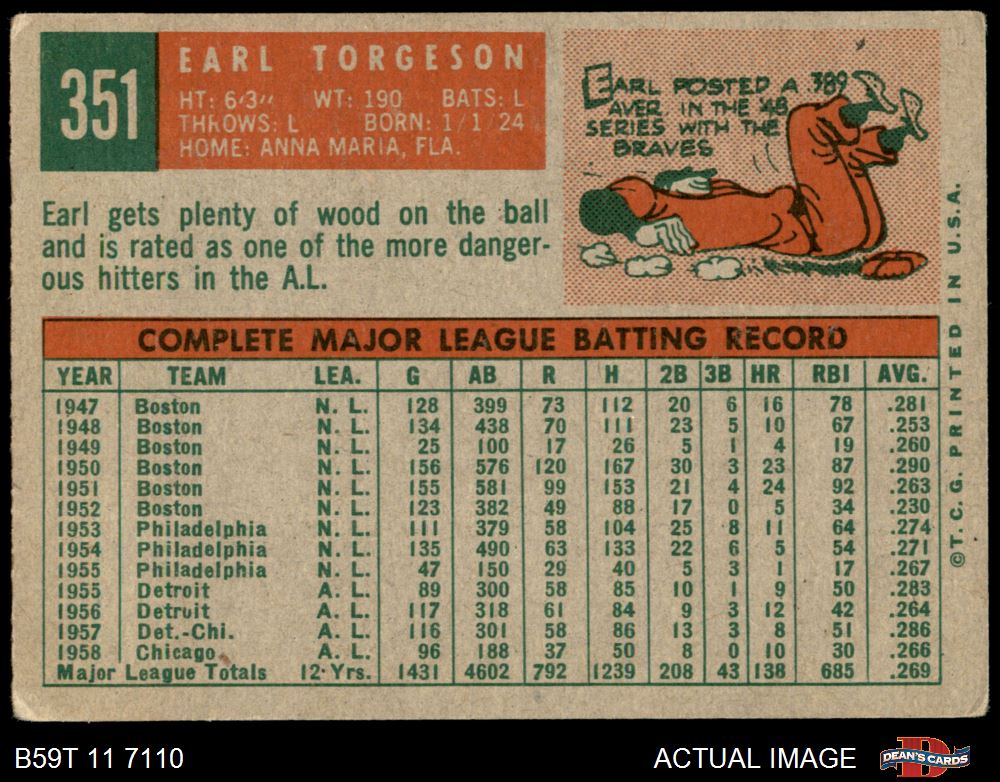 351
EARL TORGESON
HT: 6'3" WT: 190 BATS: L
THROWS: L BORN: 1/1/24
HOME: ANNA MARIA, FLA.
EARL POSTED A .389
AVER IN THE '48
SERIES WITH THE
BRAVES
Earl gets plenty of wood on the ball
and is rated as one of the more danger-
ous hitters in the A.L.
COMPLETE MAJOR LEAGUE BATTING RECORD
YEAR TEAM LEA. G AB R H 2B 3B HR RBI AVG.
1947 Boston N. L. 128 399 73 112 20 6 16 78 .281
1948 Boston N. L. 134 438 70 111 23 5 10 67 .253
1949 Boston N. L. 25 100 17 26 5 1 4 19 .260
1950 Boston N. L. 156 576 120 167 30 3 23 87 .290
1951 Boston N. L. 155 581 99 153 21 4 24 92 .263
1952 Boston N. L. 123 382 49 88 17 0 5 34 .230
1953 Philadelphia N. L. 111 379 58 104 25 8 11 64 .274
1954 Philadelphia N. L. 135 490 63 133 22 6 5 54 .271
1955 Philadelphia N. L. 47 150 29 40 5 3 1 17 .267
1955 Detroit A. L. 89 300 58 85 10 1 9 50 .283
1956 Detroit A. L. 117 318 61 84 9 3 12 42 .264
1957 Det.-Chi. A. L. 116 301 58 86 13 3 8 51 .286
1958 Chicago A. L. 96 188 37 50 8 0 10 30 .266
Major League Totals 12 Yrs. 1431 4602 792 1239 208 43 138 685 .269
©T. C. G. PRINTED IN U.S.A.
B59T 11 7110
ACTUAL IMAGE
DEAN'S CARDS